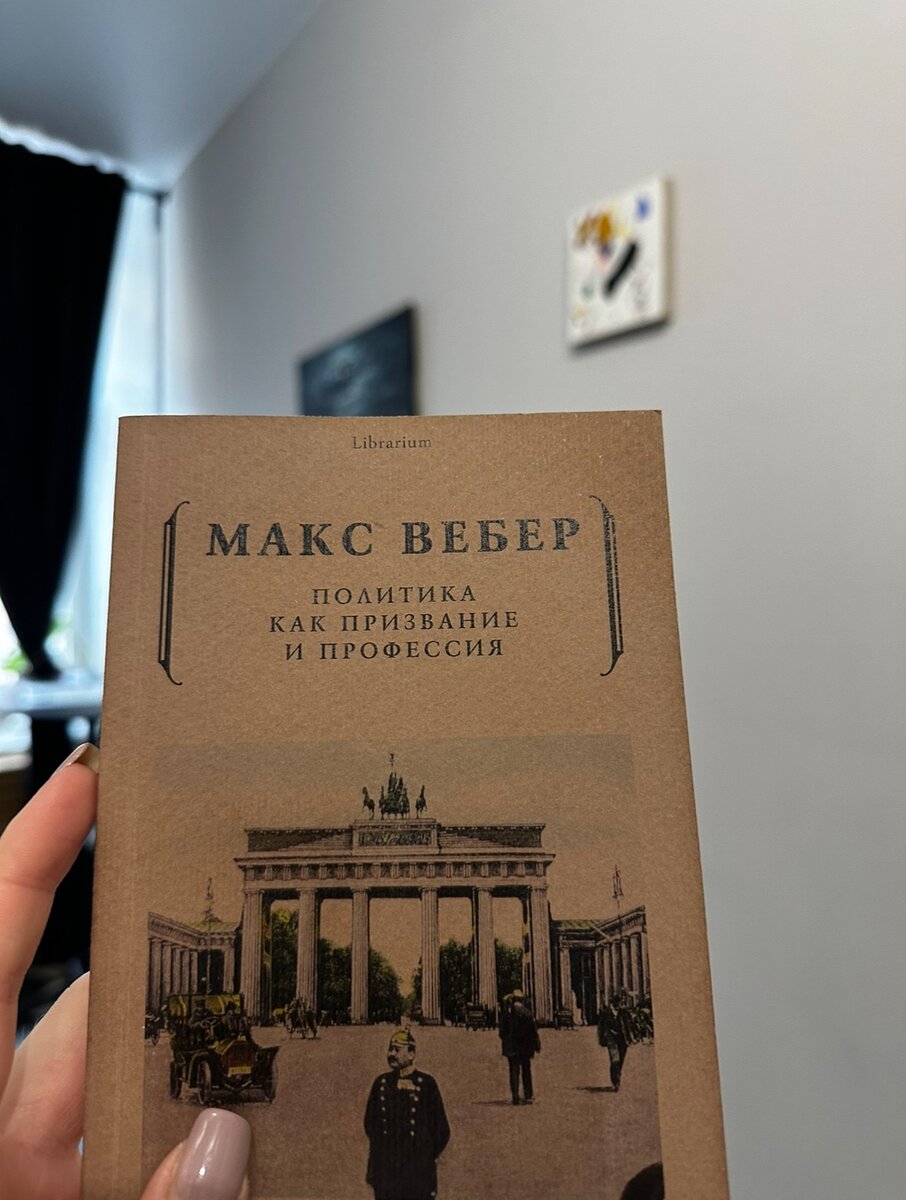 Librarium
МАКС ВЕБЕР
ПОЛИТИКА
КАК ПРИЗВАНИЕ
И ПРОФЕССИЯ